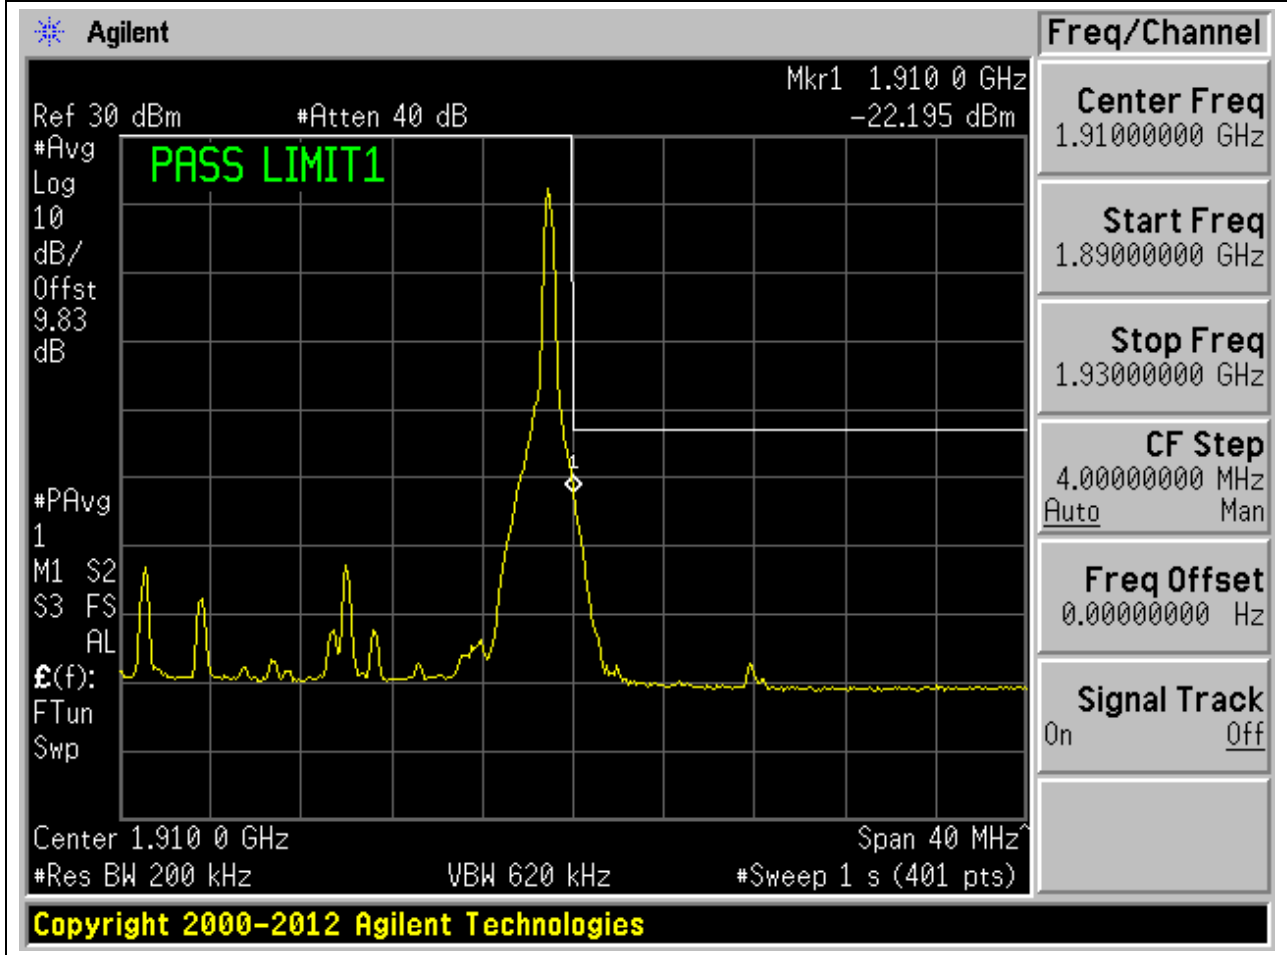 Agilent
Freq/Channel
Mkr1 1.910 0 GHz
Ref 30 dBm #Atten 40 dB -22.195 dBm
#Avg
Log
10
dB/
Offst
9.83
dB
PASS LIMIT1
1
#PAvg
1
M1 S2
S3 FS
AL
£(f):
FTun
Swp
Center 1.910 0 GHz Span 40 MHz^
#Res BW 200 kHz VBW 620 kHz #Sweep 1 s (401 pts)
Copyright 2000-2012 Agilent Technologies
Center Freq
1.91000000 GHz
Start Freq
1.89000000 GHz
Stop Freq
1.93000000 GHz
CF Step
4.00000000 MHz
Auto Man
Freq Offset
0.00000000 Hz
Signal Track
On Off